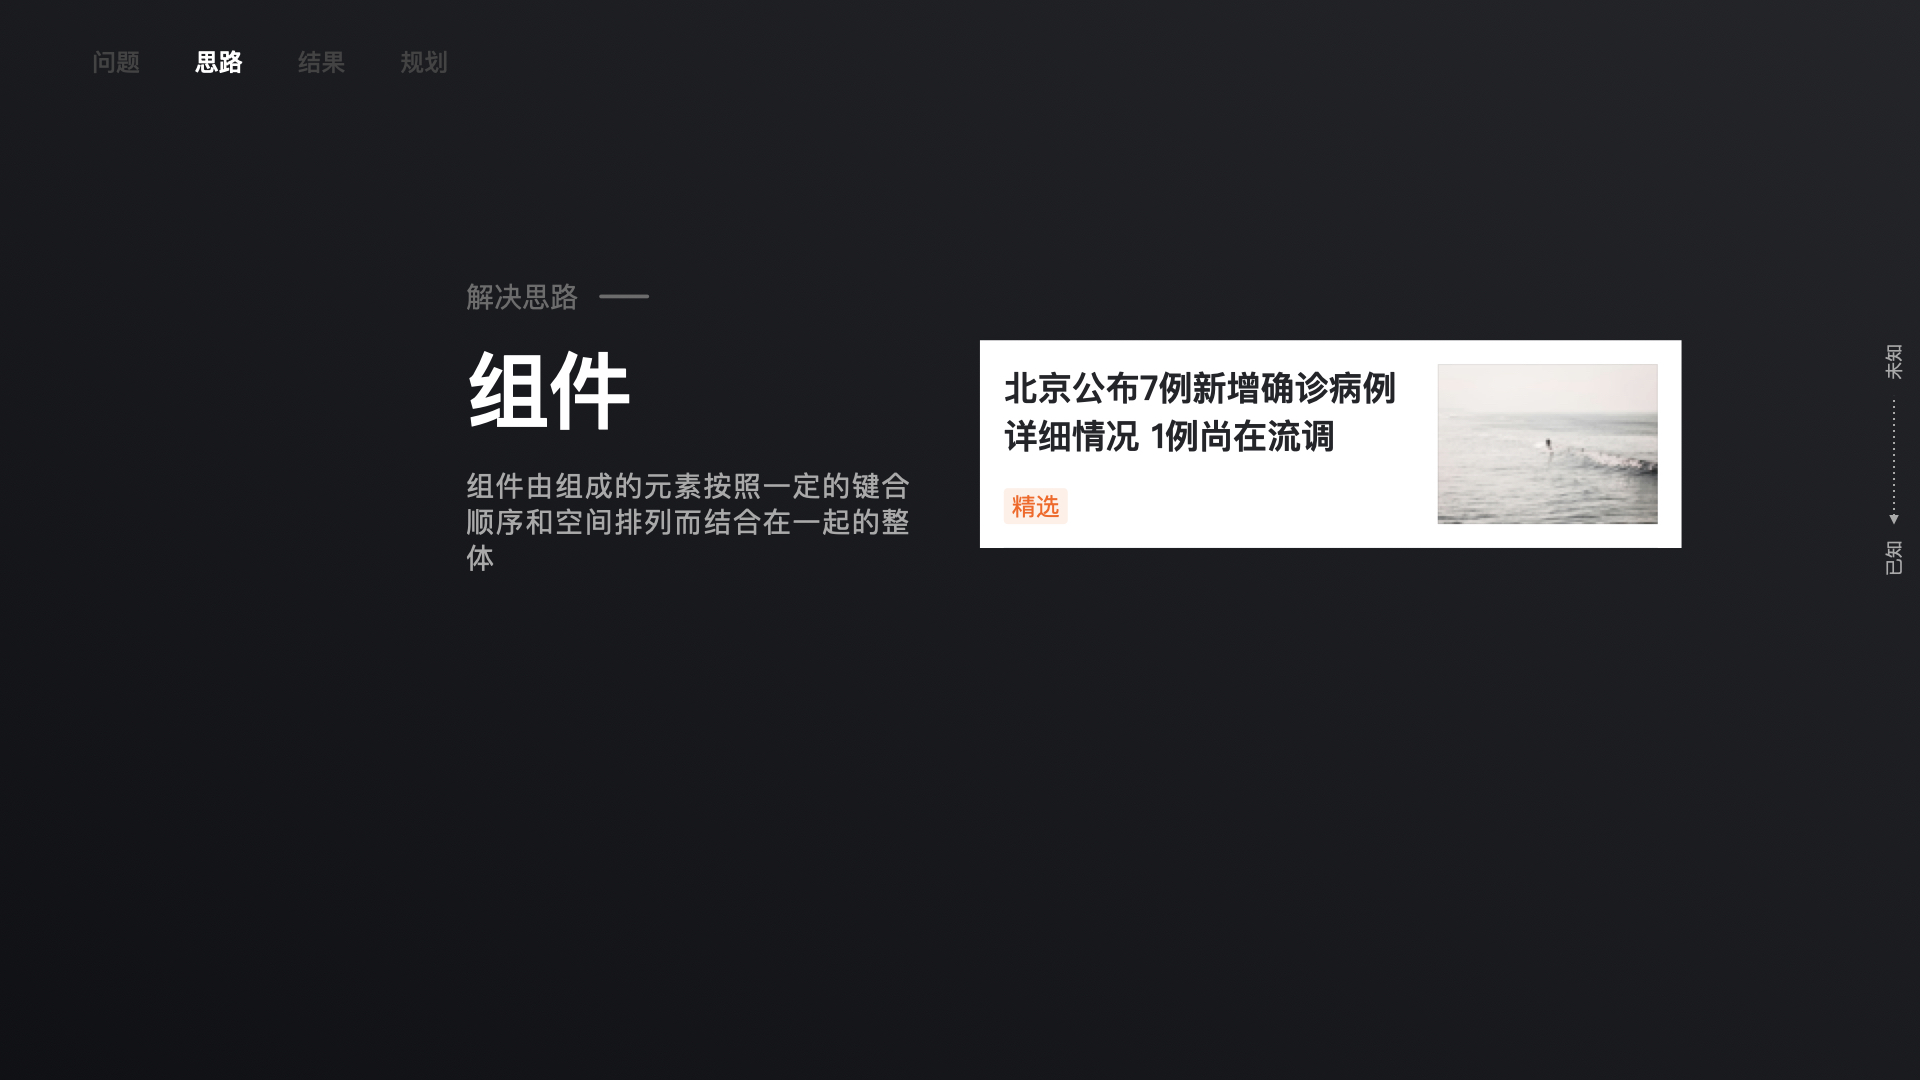 问题 思路 结果 规划
解决思路
组件
组件由组成的元素按照一定的键合
顺序和空间排列而结合在一起的整
体
北京公布7例新增确诊病例
详细情况 1例尚在流调
精选
未知
已知